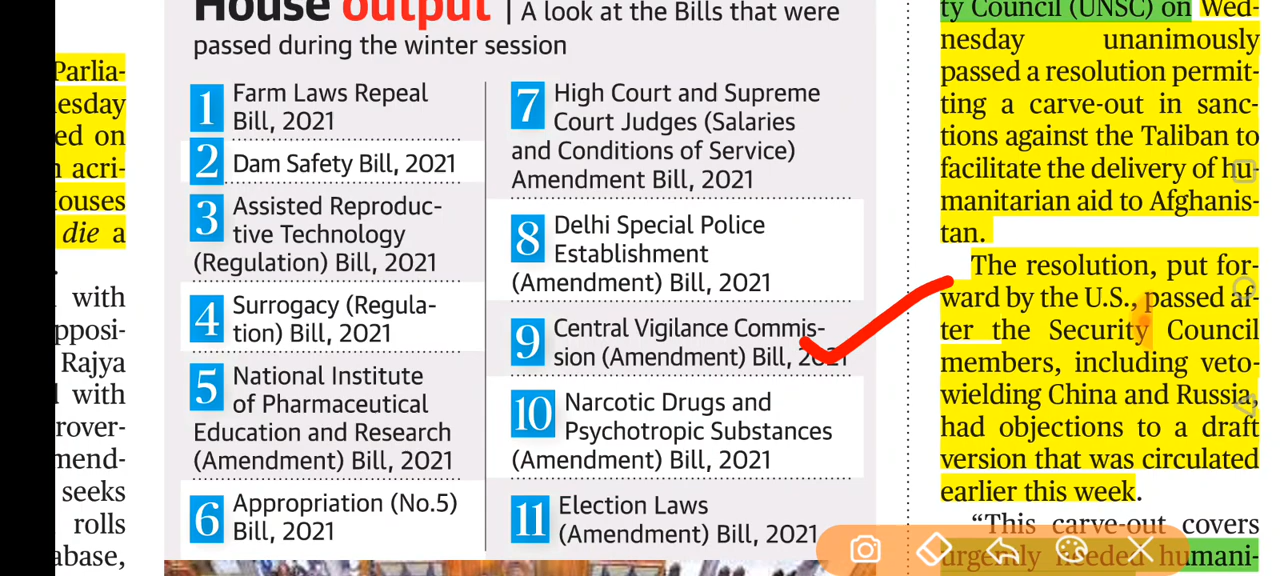 Parlia-
esday
ed on
acri-
Houses
die a
with
pposi-
Rajya
with
rover-
mend-
seeks
rolls
abase,
House output | A look at the Bills that were
passed during the winter session
1 Farm Laws Repeal
Bill, 2021
2 Dam Safety Bill, 2021
3 Assisted Reproduc-
tive Technology
(Regulation) Bill, 2021
4 Surrogacy (Regula-
tion) Bill, 2021
5 National Institute
of Pharmaceutical
Education and Research
(Amendment) Bill, 2021
6 Appropriation (No.5)
Bill, 2021
7 High Court and Supreme
Court Judges (Salaries
and Conditions of Service)
Amendment Bill, 2021
8 Delhi Special Police
Establishment
(Amendment) Bill, 2021
9 Central Vigilance Commis-
sion (Amendment) Bill, 2021
10 Narcotic Drugs and
Psychotropic Substances
(Amendment) Bill, 2021
11 Election Laws
(Amendment) Bill, 2021
ty Council (UNSC) on Wed-
nesday unanimously
passed a resolution permit-
ting a carve-out in sanc-
tions against the Taliban to
facilitate the delivery of hu-
manitarian aid to Afghanis-
tan.
The resolution, put for-
ward by the U.S., passed af-
ter the Security Council
members, including veto-
wielding China and Russia,
had objections to a draft
version that was circulated
earlier this week.
“This carve-out covers
urgently needed humani-